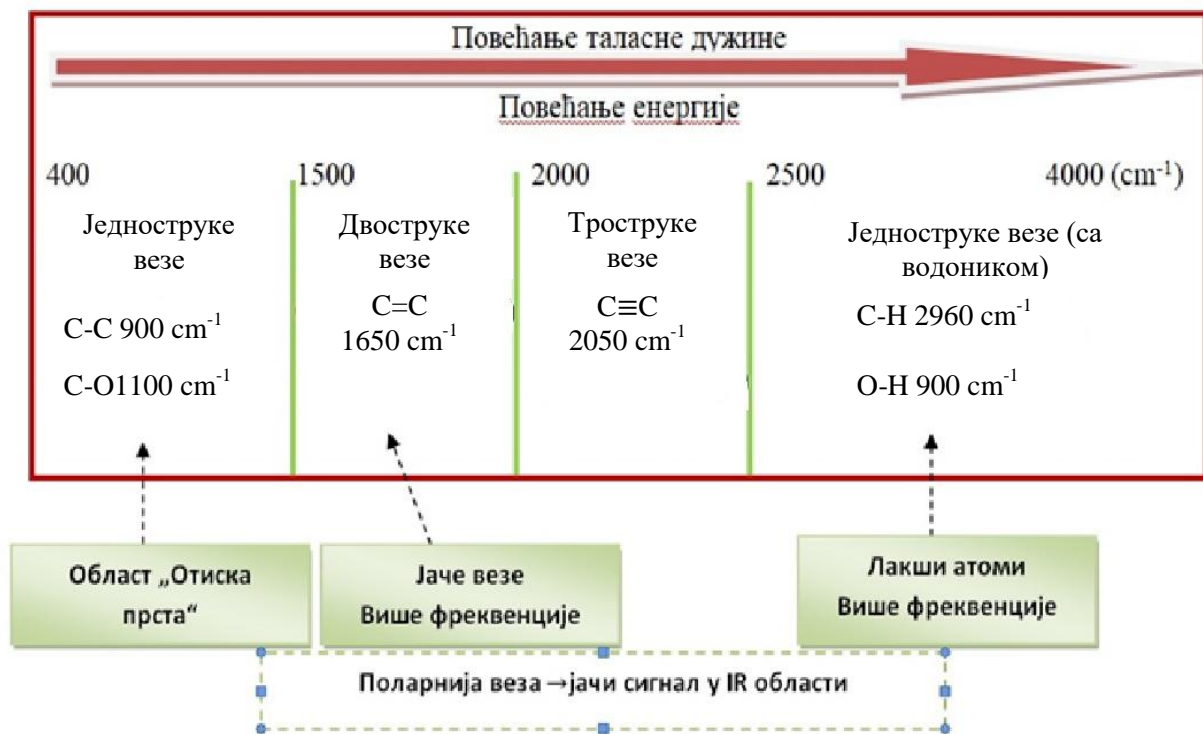 Повећање таласне дужине
Повећање енергије
400 1500 2000 2500 4000 (cm⁻¹)
Једноструке
везе
C-C 900 cm⁻¹
C-O1100 cm⁻¹
Двоструке
везе
C=C
1650 cm⁻¹
Троструке
везе
C≡C
2050 cm⁻¹
Једноструке везе (са
водоником)
C-H 2960 cm⁻¹
O-H 900 cm⁻¹
Област „Отиска
прста“
Јаче везе
Више фреквенције
Лакши атоми
Више фреквенције
Поларнија веза →јачи сигнал у IR области